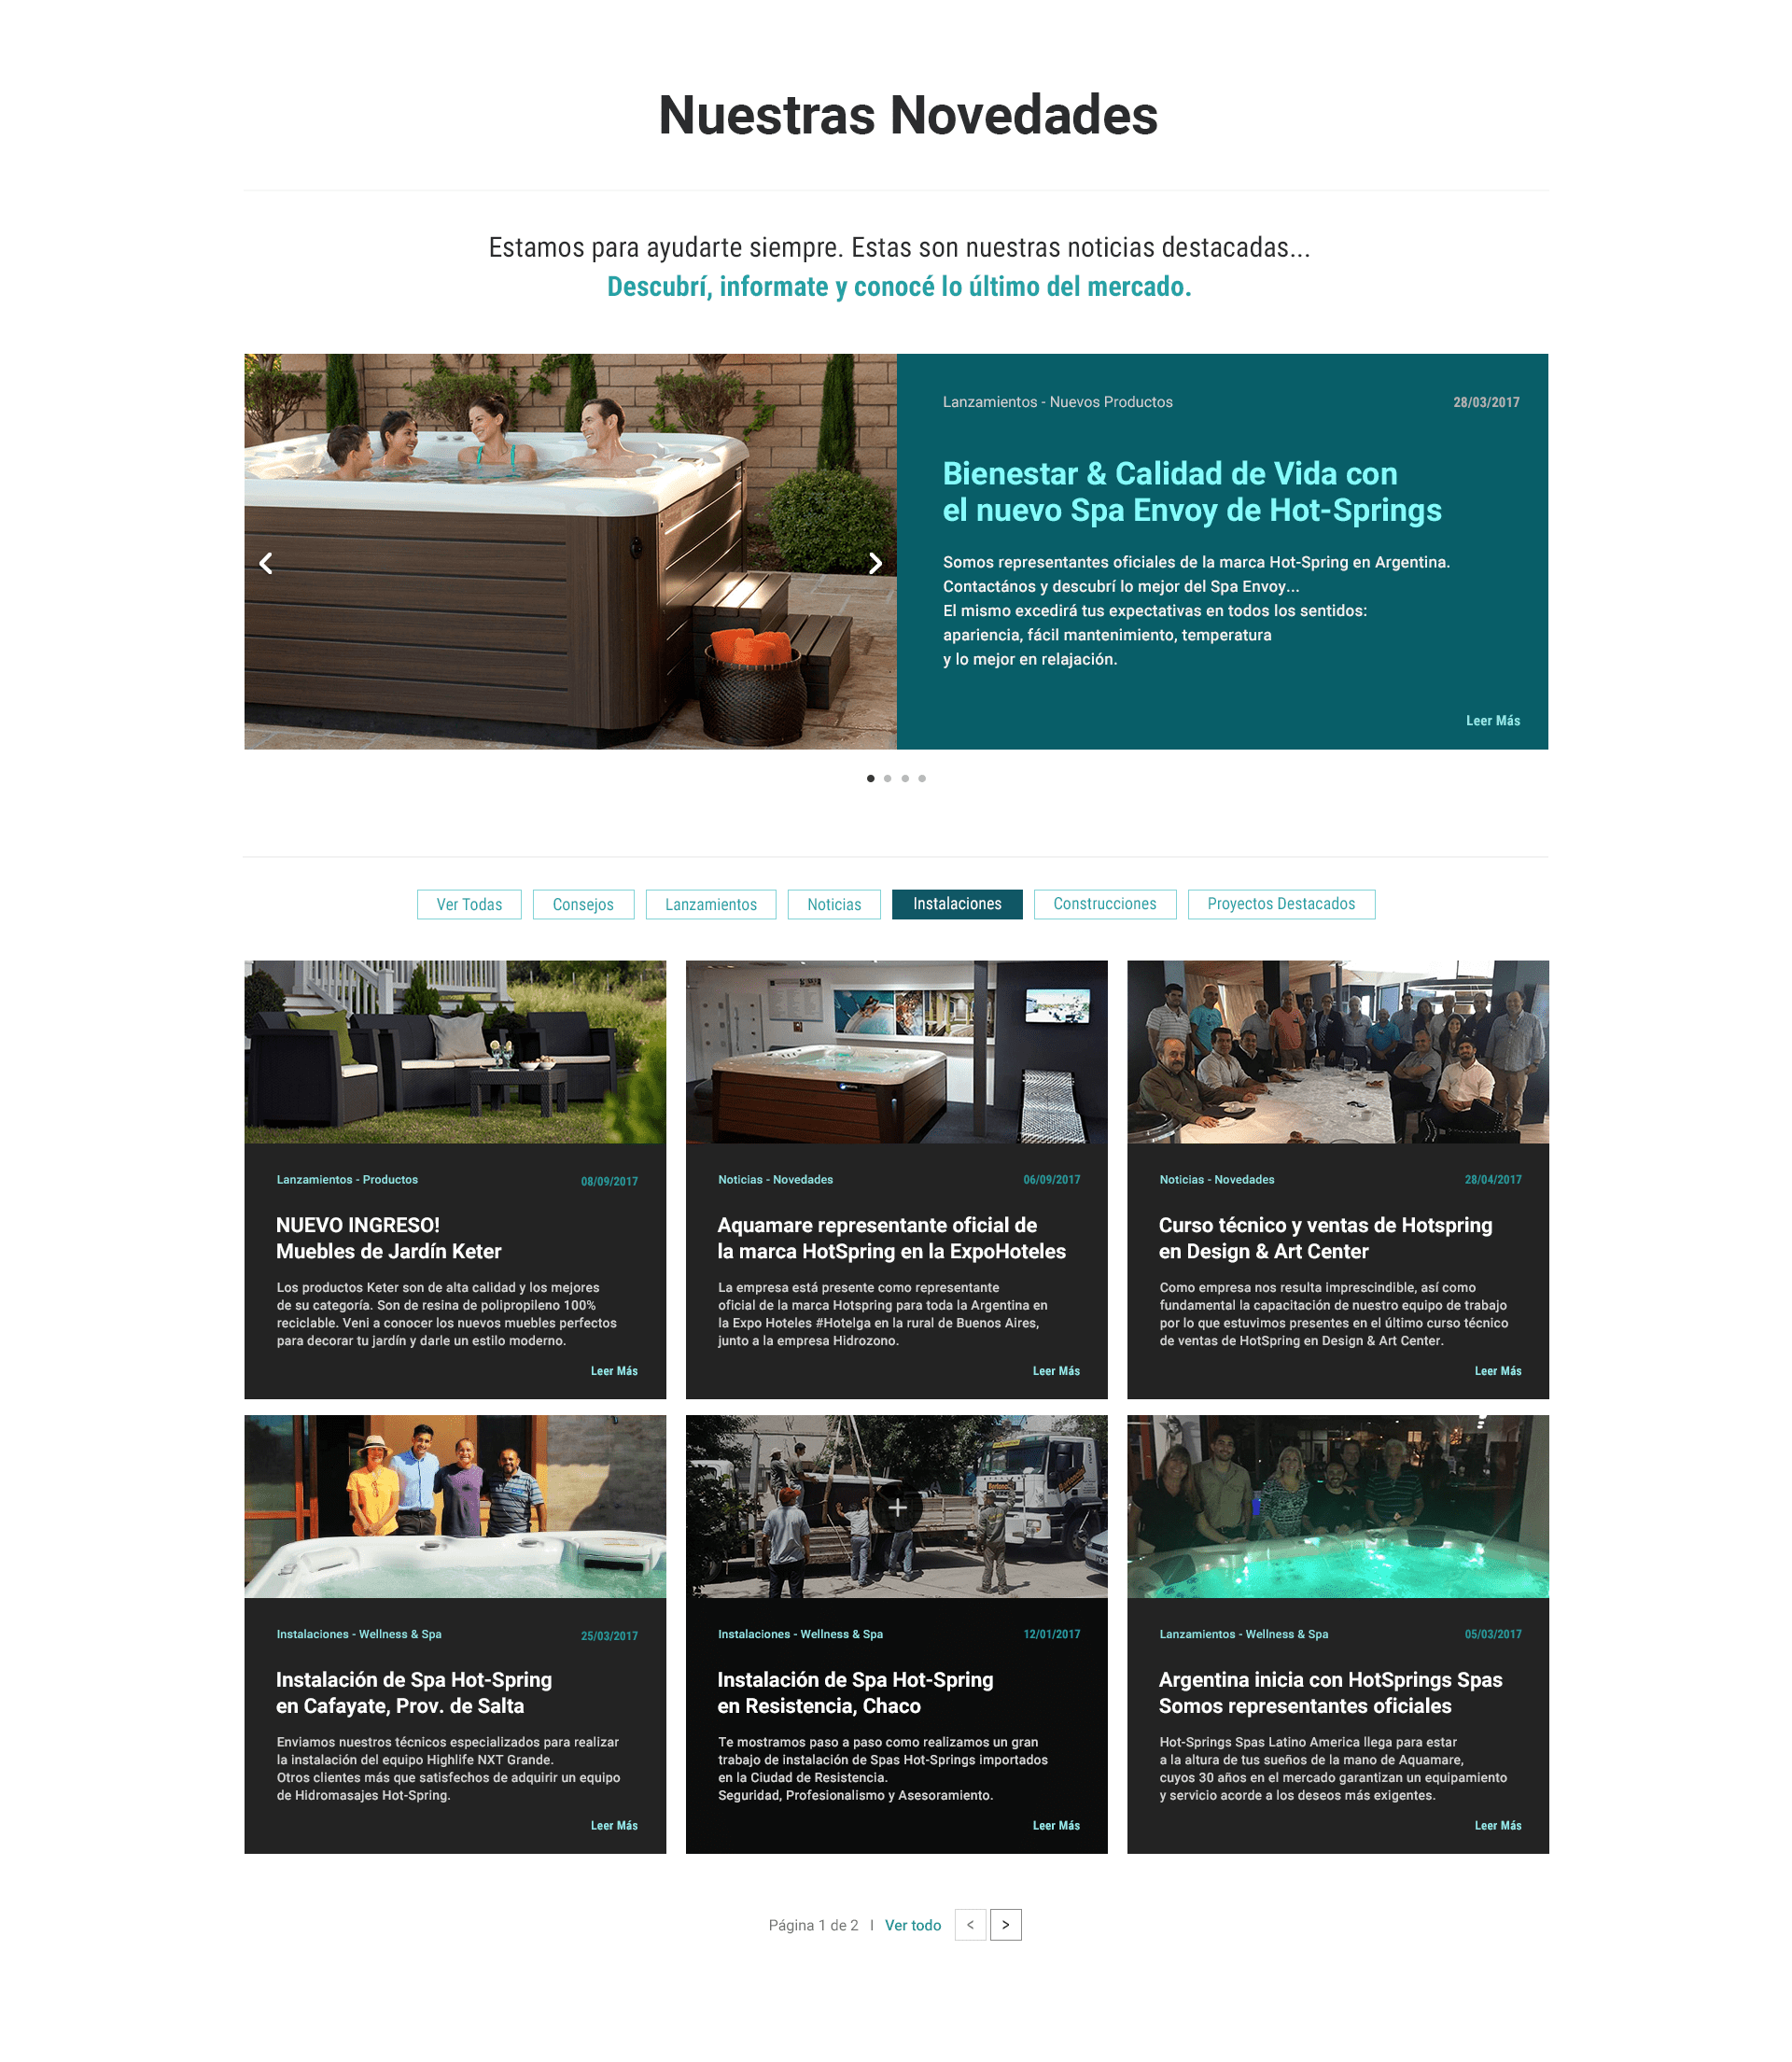 Nuestras Novedades
Estamos para ayudarte siempre. Estas son nuestras noticias destacadas...
Descubrí, informate y conocé lo último del mercado.
Lanzamientos - Nuevos Productos
28/03/2017
Bienestar & Calidad de Vida con
el nuevo Spa Envoy de Hot-Springs
Somos representantes oficiales de la marca Hot-Spring en Argentina.
Contactános y descubrí lo mejor del Spa Envoy...
El mismo excedirá tus expectativas en todos los sentidos:
apariencia, fácil mantenimiento, temperatura
y lo mejor en relajación.
Leer Más
Ver Todas
Consejos
Lanzamientos
Noticias
Instalaciones
Construcciones
Proyectos Destacados
Lanzamientos - Productos
08/09/2017
NUEVO INGRESO!
Muebles de Jardín Keter
Los productos Keter son de alta calidad y los mejores
de su categoría. Son de resina de polipropileno 100%
reciclable. Veni a conocer los nuevos muebles perfectos
para decorar tu jardín y darle un estilo moderno.
Leer Más
Noticias - Novedades
06/09/2017
Aquamare representante oficial de
la marca HotSpring en la ExpoHoteles
La empresa está presente como representante
oficial de la marca Hotspring para toda la Argentina en
la Expo Hoteles #Hotelga en la rural de Buenos Aires,
junto a la empresa Hidrozono.
Leer Más
Noticias - Novedades
28/04/2017
Curso técnico y ventas de Hotspring
en Design & Art Center
Como empresa nos resulta imprescindible, así como
fundamental la capacitación de nuestro equipo de trabajo
por lo que estuvimos presentes en el último curso técnico
de ventas de HotSpring en Design & Art Center.
Leer Más
Instalaciones - Wellness & Spa
25/03/2017
Instalación de Spa Hot-Spring
en Cafayate, Prov. de Salta
Enviamos nuestros técnicos especializados para realizar
la instalación del equipo Highlife NXT Grande.
Otros clientes más que satisfechos de adquirir un equipo
de Hidromasajes Hot-Spring.
Leer Más
Instalaciones - Wellness & Spa
12/01/2017
Instalación de Spa Hot-Spring
en Resistencia, Chaco
Te mostramos paso a paso como realizamos un gran
trabajo de instalación de Spas Hot-Springs importados
en la Ciudad de Resistencia.
Seguridad, Profesionalismo y Asesoramiento.
Leer Más
Lanzamientos - Wellness & Spa
05/03/2017
Argentina inicia con HotSprings Spas
Somos representantes oficiales
Hot-Springs Spas Latino America llega para estar
a la altura de tus sueños de la mano de Aquamare,
cuyos 30 años en el mercado garantizan un equipamiento
y servicio acorde a los deseos más exigentes.
Leer Más
Página 1 de 2 | Ver todo < >